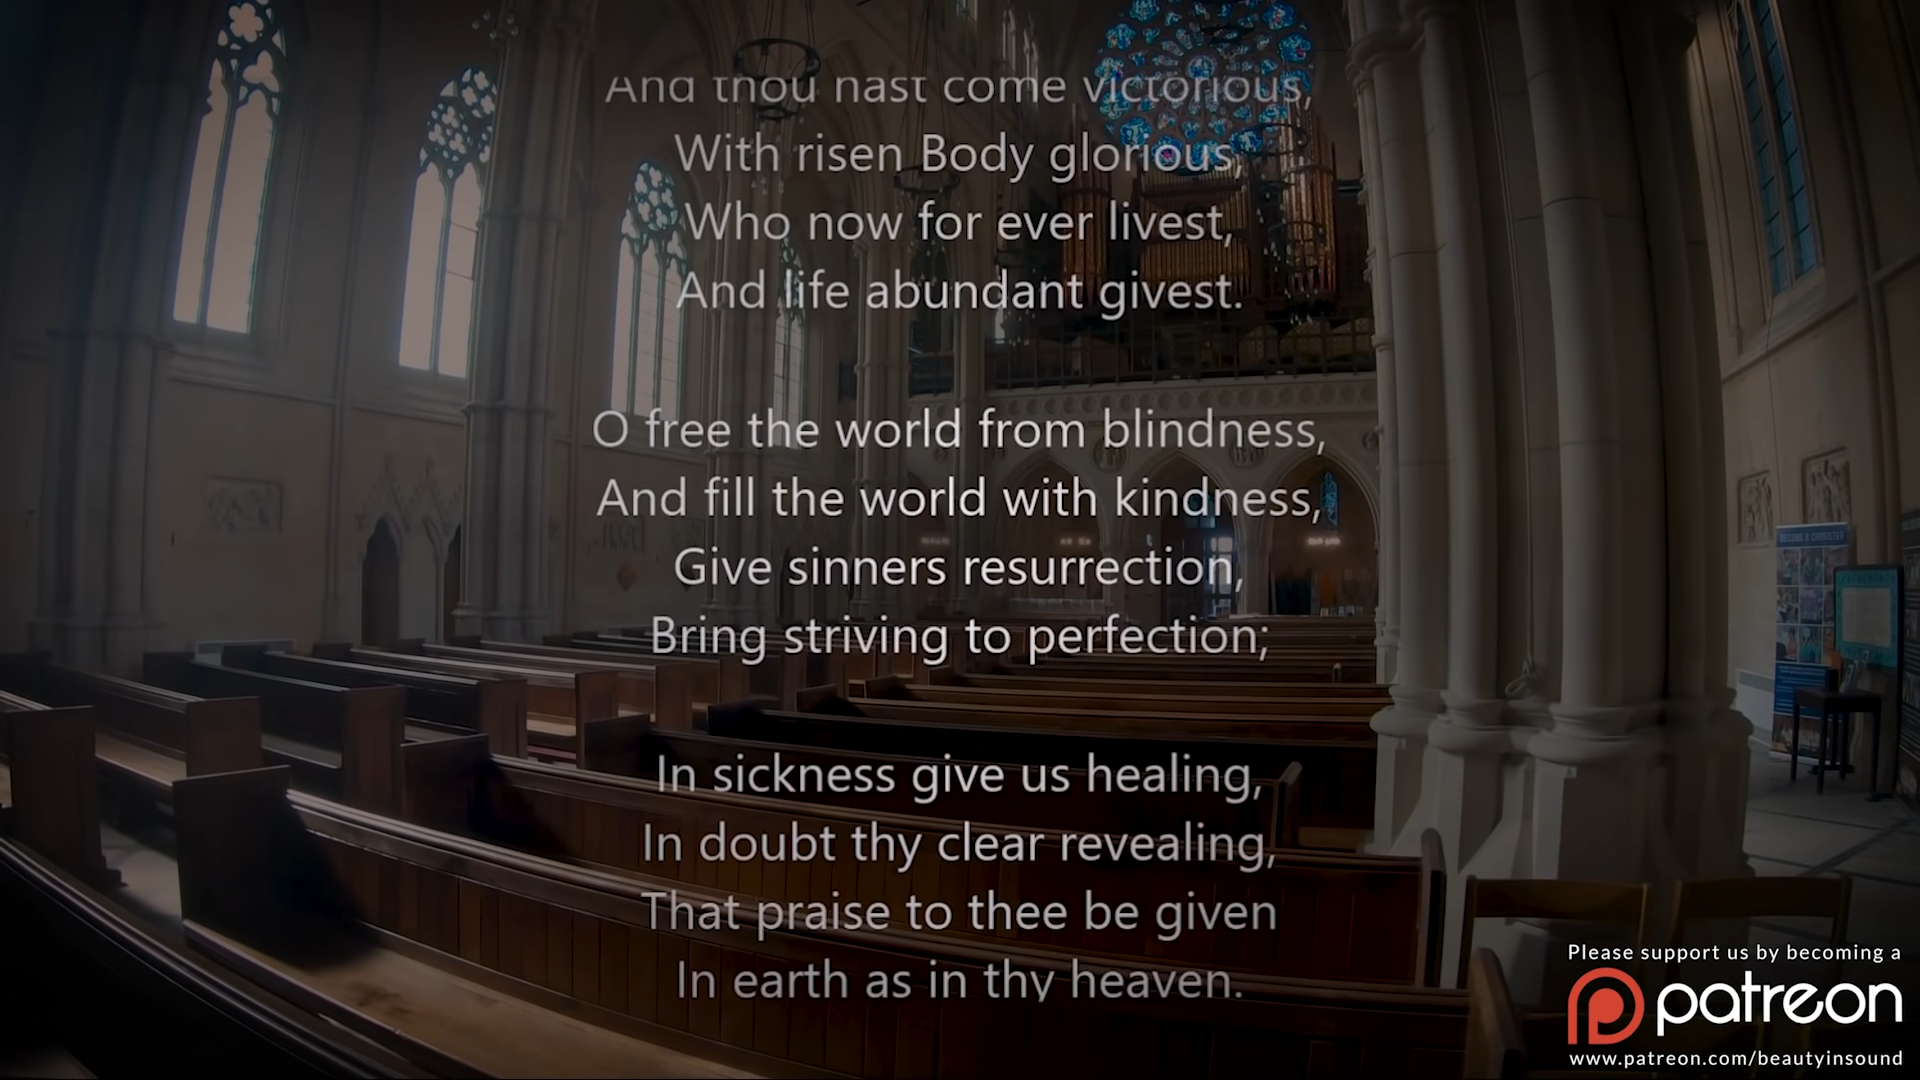 And thou hast come victorious,
With risen Body glorious,
Who now for ever livest,
And life abundant givest.
O free the world from blindness,
And fill the world with kindness,
Give sinners resurrection,
Bring striving to perfection;
In sickness give us healing,
In doubt thy clear revealing,
That praise to thee be given
In earth as in thy heaven.
BECOME A CHORISTER
Please support us by becoming a
patreon
www.patreon.com/beautyinsound